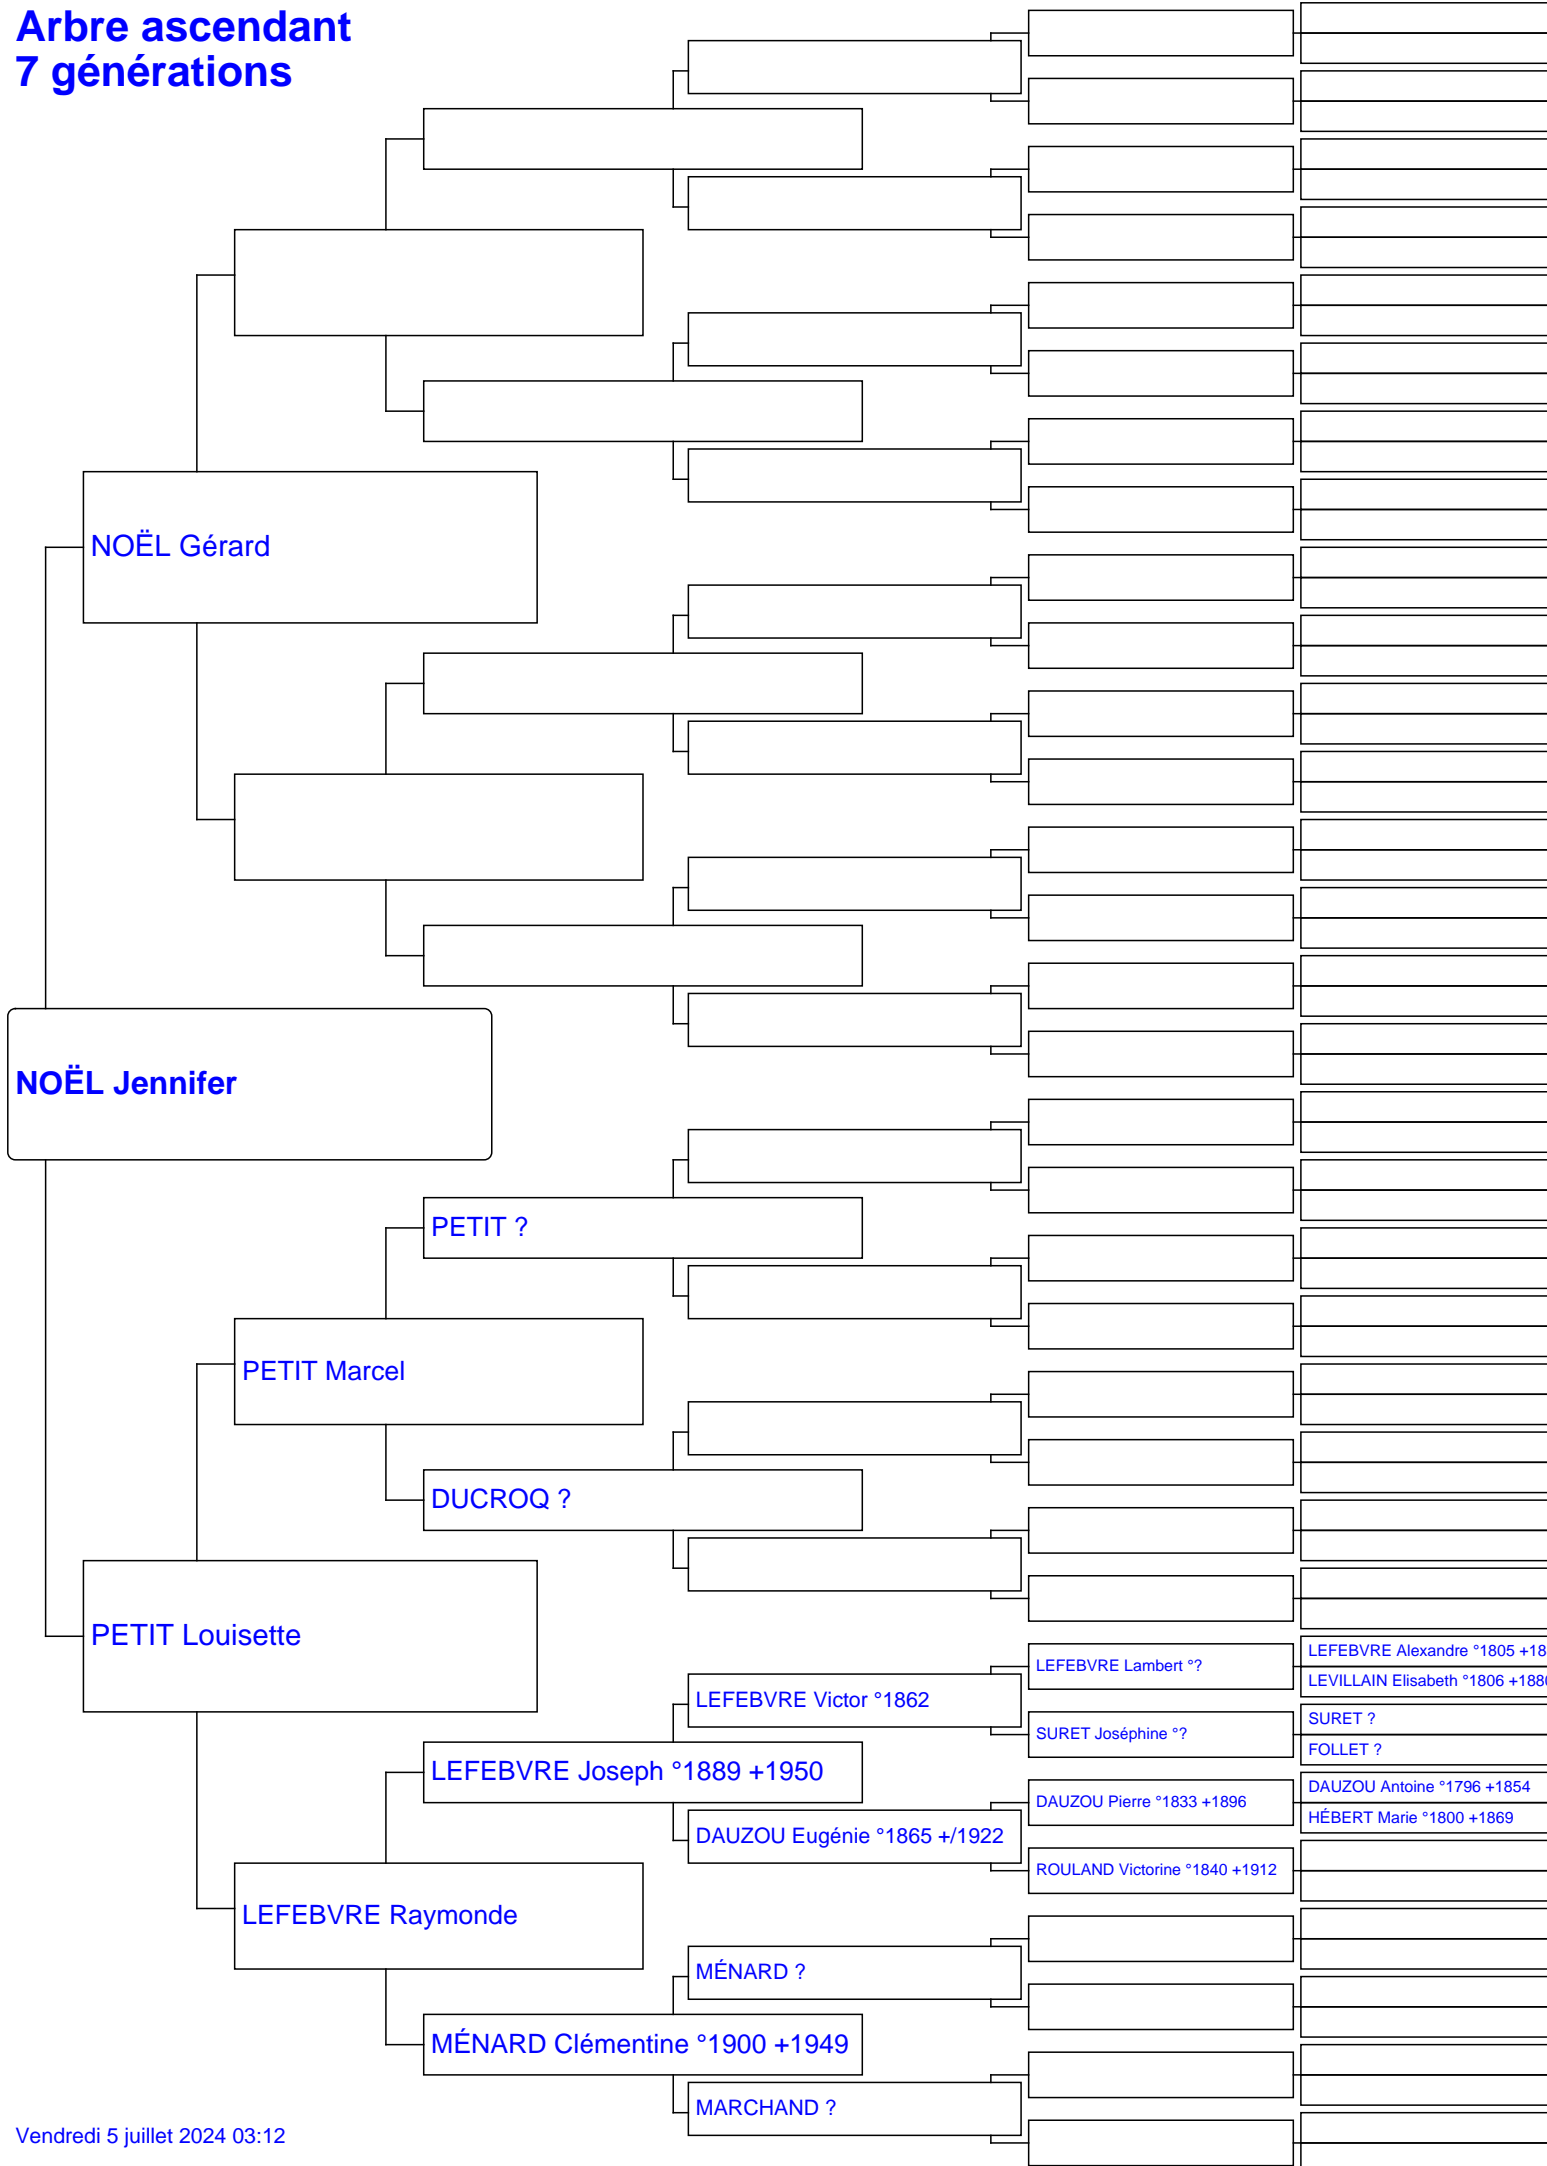 Arbre ascendant
7 générations
NOËL Gérard
NOËL Jennifer
PETIT ?
PETIT Marcel
DUCROQ ?
PETIT Louisette
LEFEBVRE Alexandre °1805 +18
LEFEBVRE Lambert °?
LEVILLAIN Elisabeth °1806 +1880
LEFEBVRE Victor °1862
SURET ?
SURET Joséphine °?
FOLLET ?
LEFEBVRE Joseph °1889 +1950
DAUZOU Antoine °1796 +1854
DAUZOU Pierre °1833 +1896
HÉBERT Marie °1800 +1869
DAUZOU Eugénie °1865 +/1922
ROULAND Victorine °1840 +1912
LEFEBVRE Raymonde
MÉNARD ?
MÉNARD Clémentine °1900 +1949
MARCHAND ?
Vendredi 5 juillet 2024 03:12